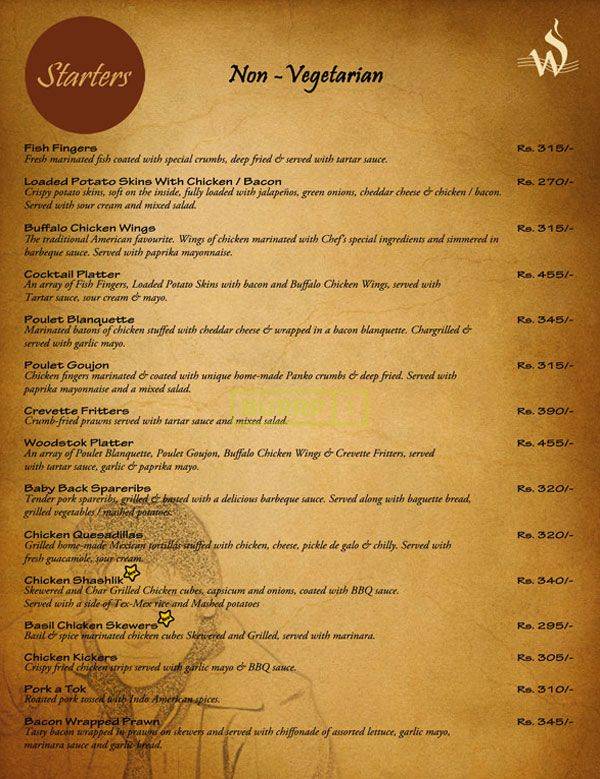 Starters
Non - Vegetarian
Fish Fingers Rs. 315/-
Fresh marinated fish coated with special crumbs, deep fried & served with tartar sauce.
Loaded Potato Skins With Chicken / Bacon Rs. 270/-
Crispy potato skins, soft on the inside, fully loaded with jalapeños, green onions, cheddar cheese & chicken / bacon.
Served with sour cream and mixed salad.
Buffalo Chicken Wings Rs. 315/-
The traditional American favourite. Wings of chicken marinated with Chef's special ingredients and simmered in
barbeque sauce. Served with paprika mayonnaise.
Cocktail Platter Rs. 455/-
An array of Fish Fingers, Loaded Potato Skins with bacon and Buffalo Chicken Wings, served with
Tartar sauce, sour cream & mayo.
Poulet Blanquette Rs. 345/-
Marinated batons of chicken stuffed with cheddar cheese & wrapped in a bacon blanquette. Chargrilled &
served with garlic mayo.
Poulet Goujon Rs. 315/-
Chicken fingers marinated & coated with unique home-made Panko crumbs & deep fried. Served with
paprika mayonnaise and a mixed salad.
Crevette Fritters Rs. 390/-
Crumb-fried prawns served with tartar sauce and mixed salad.
Woodstok Platter Rs. 455/-
An array of Poulet Blanquette, Poulet Goujon, Buffalo Chicken Wings & Crevette Fritters, served
with tartar sauce, garlic & paprika mayo.
Baby Back Spareribs Rs. 320/-
Tender pork spareribs, grilled & basted with a delicious barbeque sauce. Served along with baguette bread,
grilled vegetables / mashed potatoes.
Chicken Quesadillas Rs. 320/-
Grilled home-made Mexican tortillas stuffed with chicken, cheese, pickle de galo & chilly. Served with
fresh guacamole, sour cream.
Chicken Shashlik Rs. 340/-
Skewered and Char Grilled Chicken cubes, capsicum and onions, coated with BBQ sauce.
Served with a side of Tex-Mex rice and Mashed potatoes
Basil Chicken Skewers Rs. 295/-
Basil & spice marinated chicken cubes Skewered and Grilled, served with marinara.
Chicken Kickers Rs. 305/-
Crispy fried chicken strips served with garlic mayo & BBQ sauce.
Pork a Tok Rs. 310/-
Roasted pork tossed with Indo American spices.
Bacon Wrapped Prawn Rs. 345/-
Tasty bacon wrapped in prawns on skewers and served with chiffonade of assorted lettuce, garlic mayo,
marinara sauce and garlic bread.